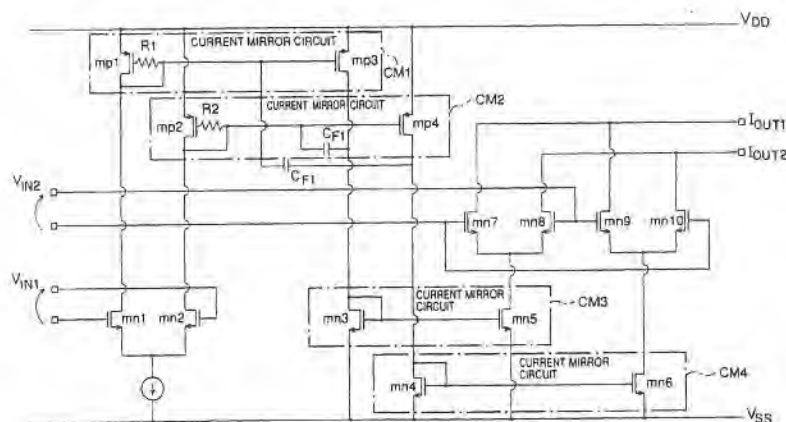 VDD
R1
CURRENT MIRROR CIRCUIT
mp1
mp3
CM1
R2
CURRENT MIRROR CIRCUIT
CM2
mp2
mp4
CF1
CF1
IOUT1
IOUT2
VIN2
mn7
mn8
mn9
mn10
VIN1
mn1
mn2
CURRENT MIRROR
CIRCUIT
CM3
mn3
mn5
CURRENT MIRROR
CIRCUIT
CM4
mn4
mn6
VSS